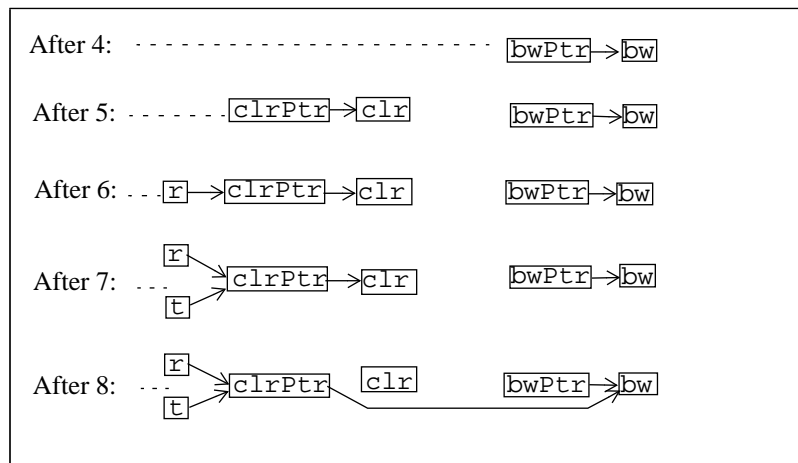 After 4: bwPtr bw
After 5: clrPtr clr bwPtr bw
After 6: r clrPtr clr bwPtr bw
r
After 7: clrPtr clr bwPtr bw
t
r
After 8: clrPtr clr bwPtr bw
t